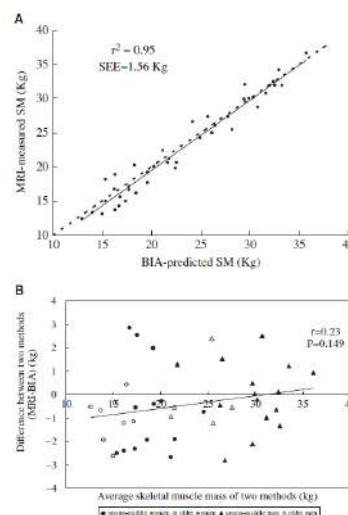 A
40
35
30
25
20
15
10
MRI-measured SM (Kg)
r² = 0.95
SEE=1.56 Kg
10 15 20 25 30 35 40
BIA-predicted SM (Kg)
B
4
3
2
1
0
-1
-2
-3
-4
Difference between two methods
(MRI-BIA) (kg)
r=0.23
P=0.149
10 15 20 25 30 35 40
Average skeletal muscle mass of two methods (kg)